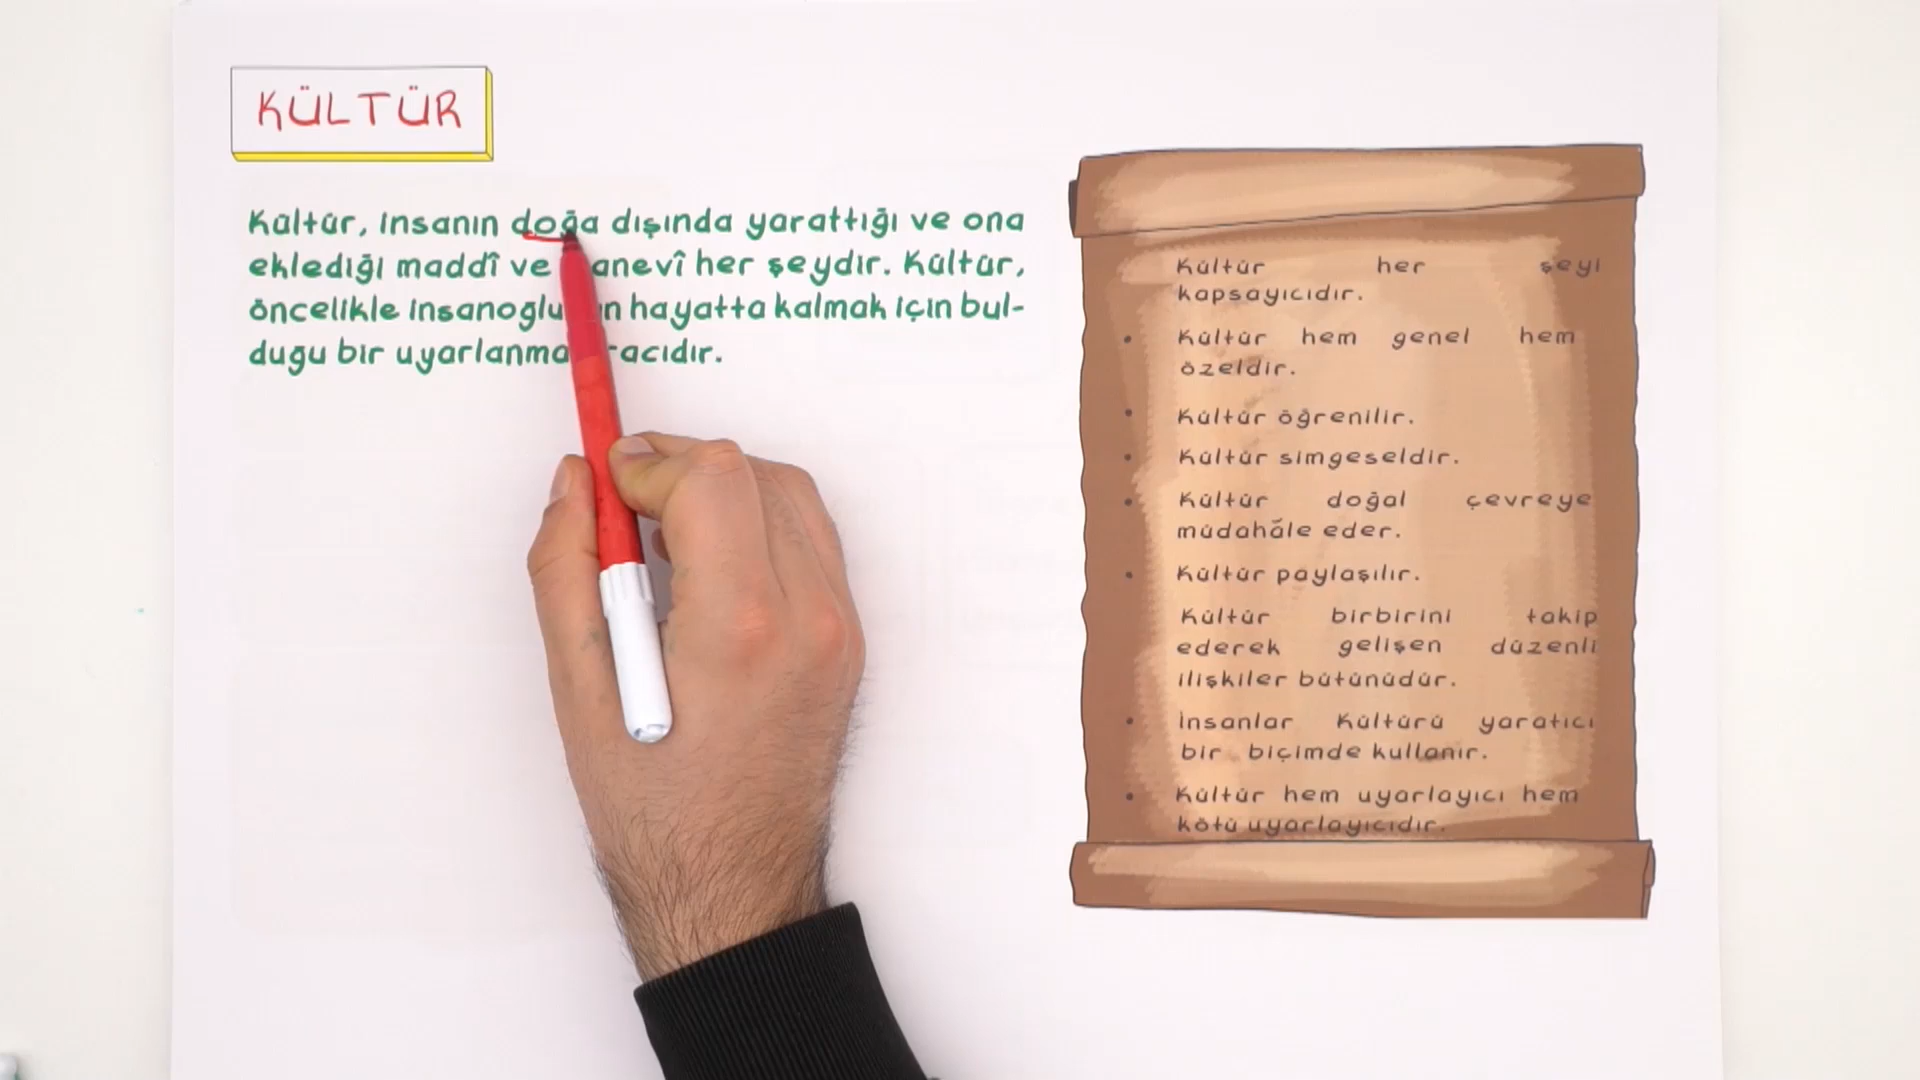 KÜLTÜR
Kültür, insanın doğa dışında yarattığı ve ona
eklediği maddî ve anevî her şeydir. Kültür,
öncelikle insanoğlu n hayatta kalmak için bul-
duğu bir uyarlanma racıdır.
Kültür her şeyi
kapsayıcıdır.
• Kültür hem genel hem
özeldir.
• Kültür öğrenilir.
• Kültür simgeseldir.
• Kültür doğal çevreye
müdahâle eder.
• Kültür paylaşılır.
Kültür birbirini takip
ederek gelişen düzenli
ilişkiler bütünüdür.
• İnsanlar kültürü yaratıcı
bir biçimde kullanır.
• Kültür hem uyarlayıcı hem
kötü uyarlayıcıdır.